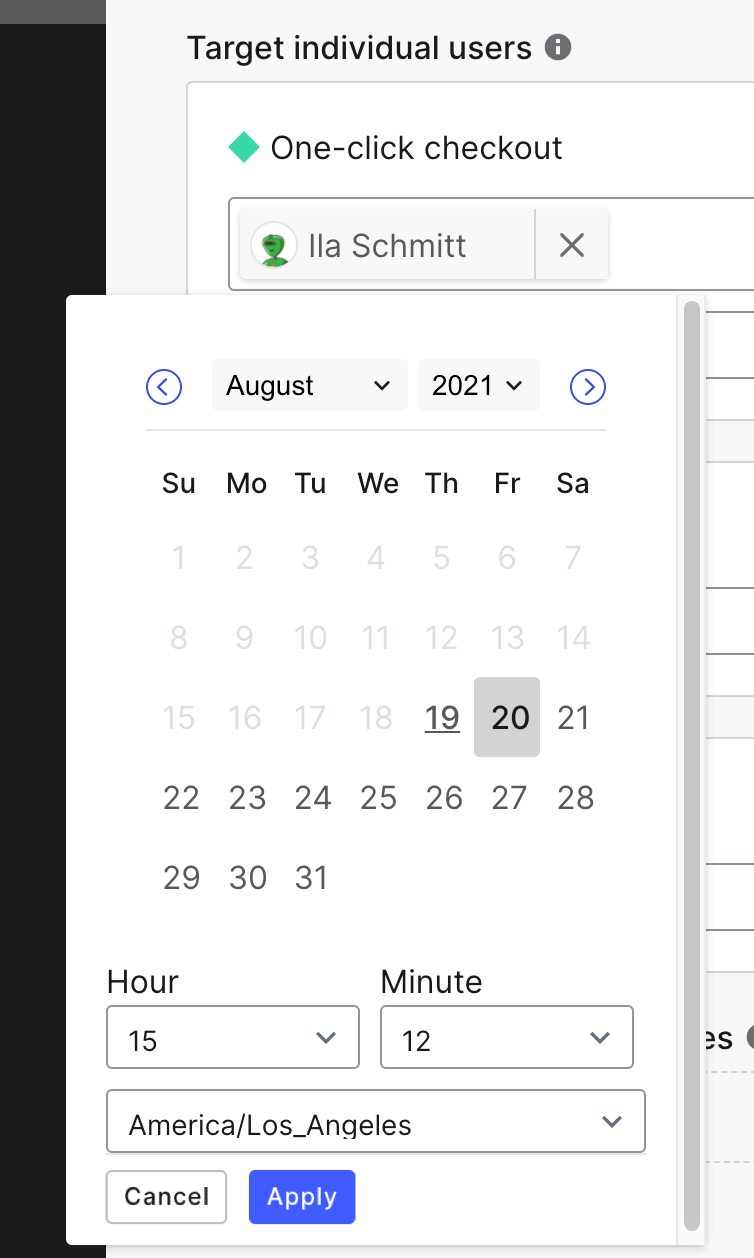 Target individual users
One-click checkout
Ila Schmitt
August 2021
Su Mo Tu We Th Fr Sa
1 2 3 4 5 6 7
8 9 10 11 12 13 14
15 16 17 18 19 20 21
22 23 24 25 26 27 28
29 30 31
Hour Minute
15 12
es
America/Los_Angeles
Cancel Apply